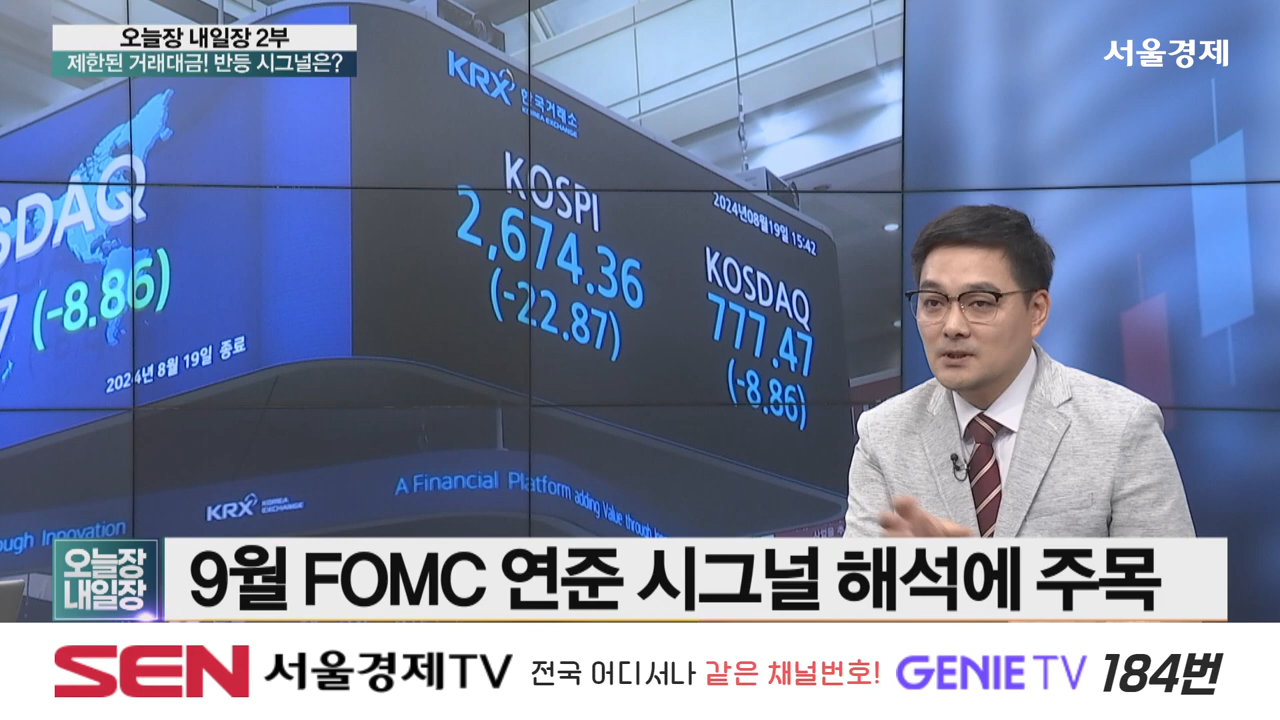 오늘장 내일장 2부
제한된 거래대금! 반등 시그널은?
서울경제
KRX 한국거래소
KOREA EXCHANGE
SDAQ
7 (-8.86)
2024년 8월 19일 종료
KOSPI
2,674.36
(-22.87)
2024년08월19일 15:42
KOSDAQ
777.47
(-8.86)
KRX KOREA EXCHANGE
A Financial Platform adding Value through
ough Innovation
오늘장
내일장
9월 FOMC 연준 시그널 해석에 주목
SEN 서울경제TV 전국 어디서나 같은 채널번호! GENIE TV 184번